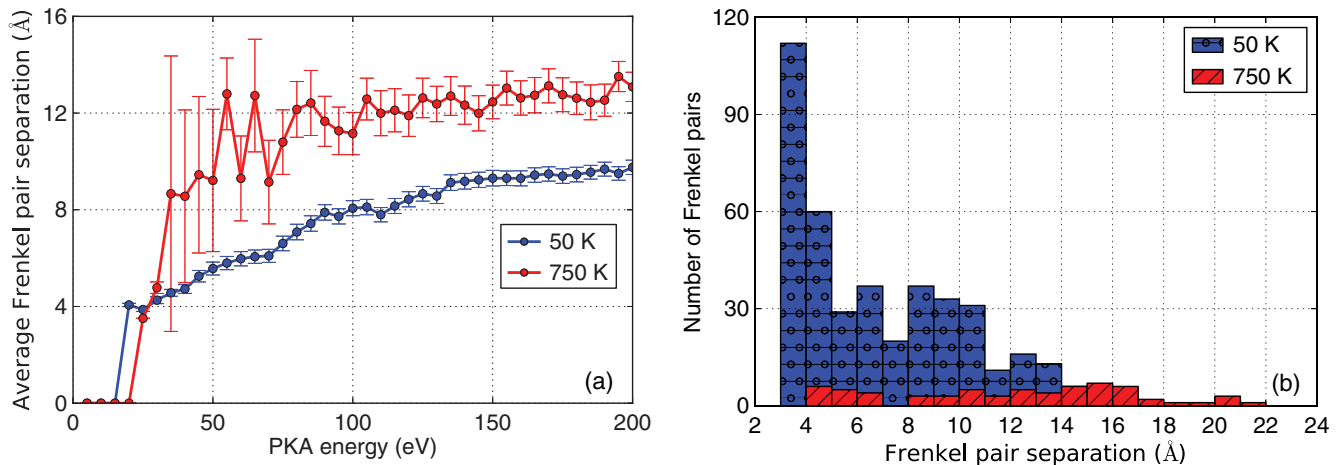 Average Frenkel pair separation (Å)
16
12
8
4
0
0 50 100 150 200
PKA energy (eV)
50 K
750 K
(a)
Number of Frenkel pairs
120
90
60
30
0
2 4 6 8 10 12 14 16 18 20 22 24
Frenkel pair separation (Å)
50 K
750 K
(b)